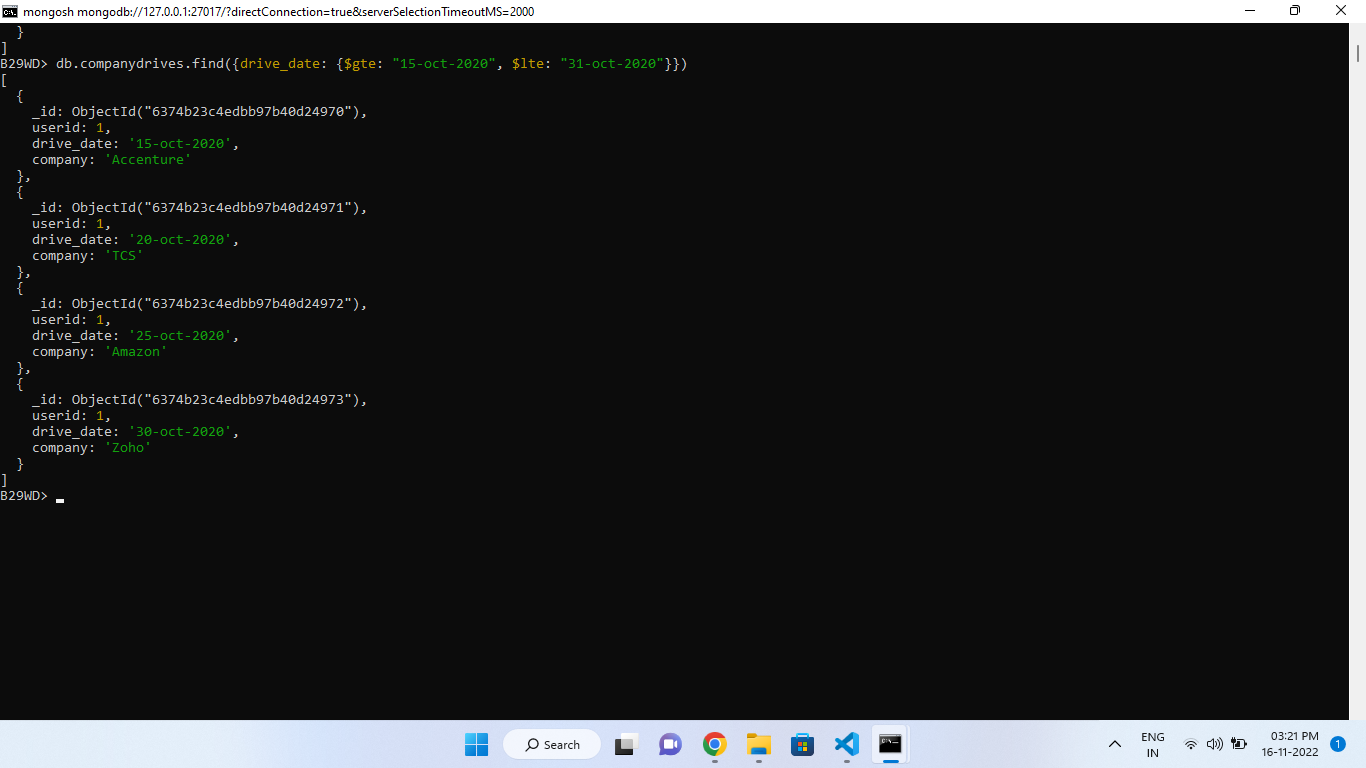 mongosh mongodb://127.0.0.1:27017/?directConnection=true&serverSelectionTimeoutMS=2000
  }
]
B29WD> db.companydrives.find({drive_date: {$gte: "15-oct-2020", $lte: "31-oct-2020"}})
[
  {
    _id: ObjectId("6374b23c4edbb97b40d24970"),
    userid: 1,
    drive_date: '15-oct-2020',
    company: 'Accenture'
  },
  {
    _id: ObjectId("6374b23c4edbb97b40d24971"),
    userid: 1,
    drive_date: '20-oct-2020',
    company: 'TCS'
  },
  {
    _id: ObjectId("6374b23c4edbb97b40d24972"),
    userid: 1,
    drive_date: '25-oct-2020',
    company: 'Amazon'
  },
  {
    _id: ObjectId("6374b23c4edbb97b40d24973"),
    userid: 1,
    drive_date: '30-oct-2020',
    company: 'Zoho'
  }
]
B29WD>
Search
ENG
IN
03:21 PM
16-11-2022
1